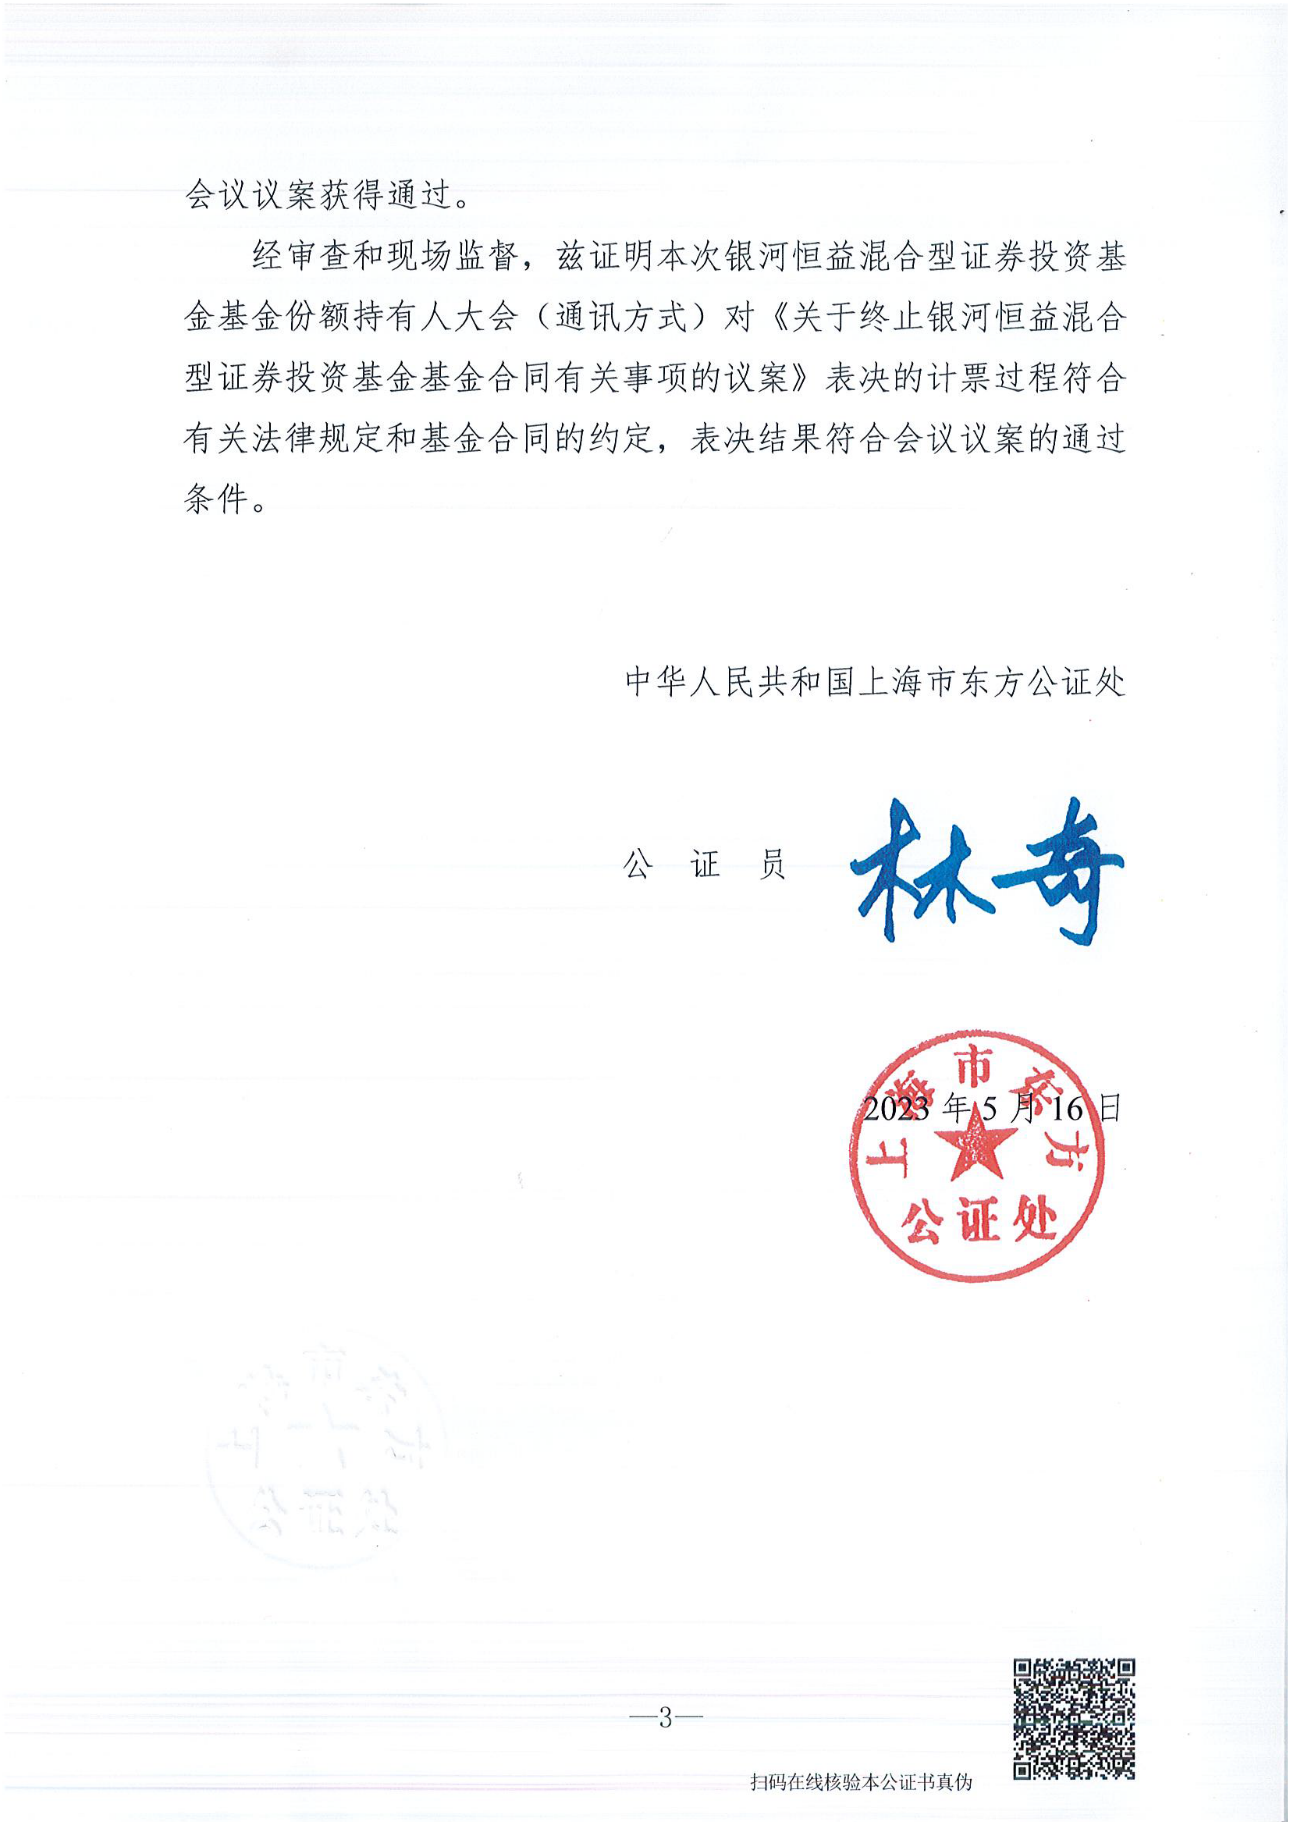 会议议案获得通过。
经审查和现场监督，兹证明本次银河恒益混合型证券投资基
金基金份额持有人大会（通讯方式）对《关于终止银河恒益混合
型证券投资基金基金合同有关事项的议案》表决的计票过程符合
有关法律规定和基金合同的约定，表决结果符合会议议案的通过
条件。
中华人民共和国上海市东方公证处
公 证 员 林奇
2023 年 5 月 16 日
上海市东方
公证处
—3—
扫码在线核验本公证书真伪